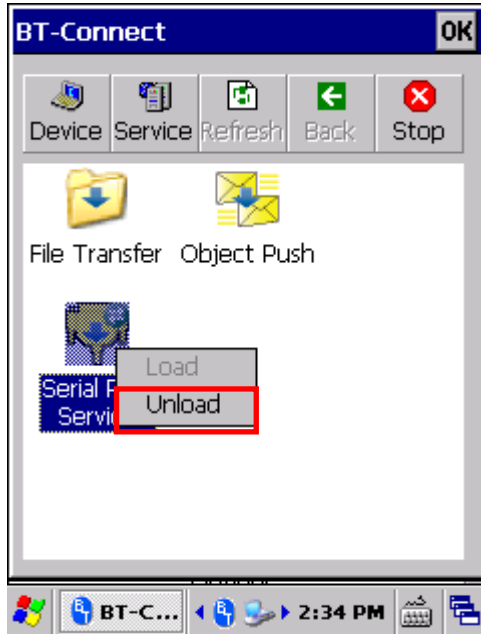 BT-Connect OK
Device Service Refresh Back Stop
File Transfer Object Push
Load
Serial
Unload
BT-C... 2:34 PM